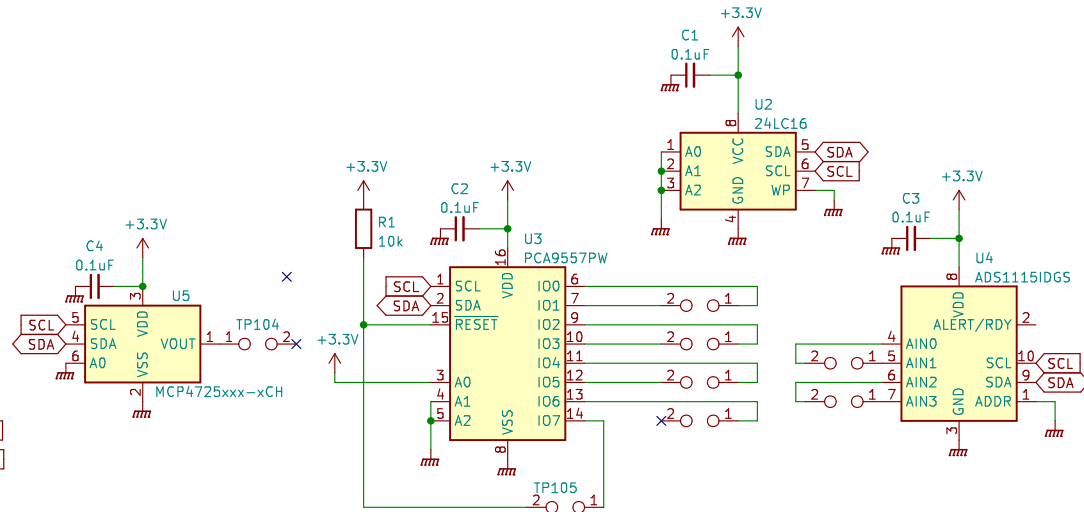 +3.3V
C1
0.1uF
U2
24LC16
1 A0 VCC 8 SDA 5 SDA
2 A1 SCL 6 SCL
3 A2 GND 4 WP 7
+3.3V
R1
10k
+3.3V
C2
0.1uF
U3
PCA9557PW
SCL 1 SCL VDD 16 IO0 6
SDA 2 SDA IO1 7 2 1
15 RESET IO2 9
IO3 10 2 1
+3.3V
IO4 11
3 A0 IO5 12 2 1
4 A1 IO6 13
5 A2 VSS 8 IO7 14 2 1
TP105
2 1
+3.3V
C4
0.1uF
U5
MCP4725xxx-xCH
SCL 5 SCL VDD 3
SDA 4 SDA VOUT 1 1 TP104 2
6 A0 VSS 2
+3.3V
C3
0.1uF
U4
ADS1115IDGS
VDD 8
ALERT/RDY 2
4 AIN0
2 1 5 AIN1 SCL 10 SCL
6 AIN2 SDA 9 SDA
2 1 7 AIN3 GND 3 ADDR 1